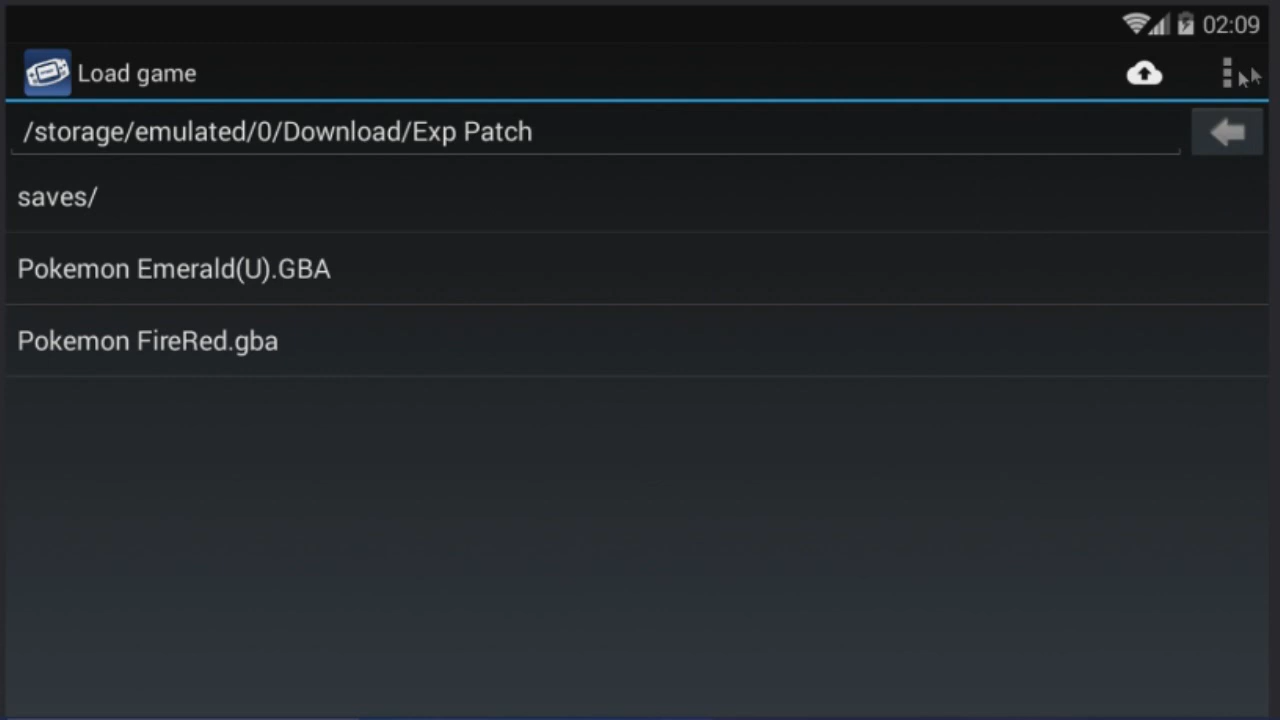 02:09
Load game
/storage/emulated/0/Download/Exp Patch
saves/
Pokemon Emerald(U).GBA
Pokemon FireRed.gba